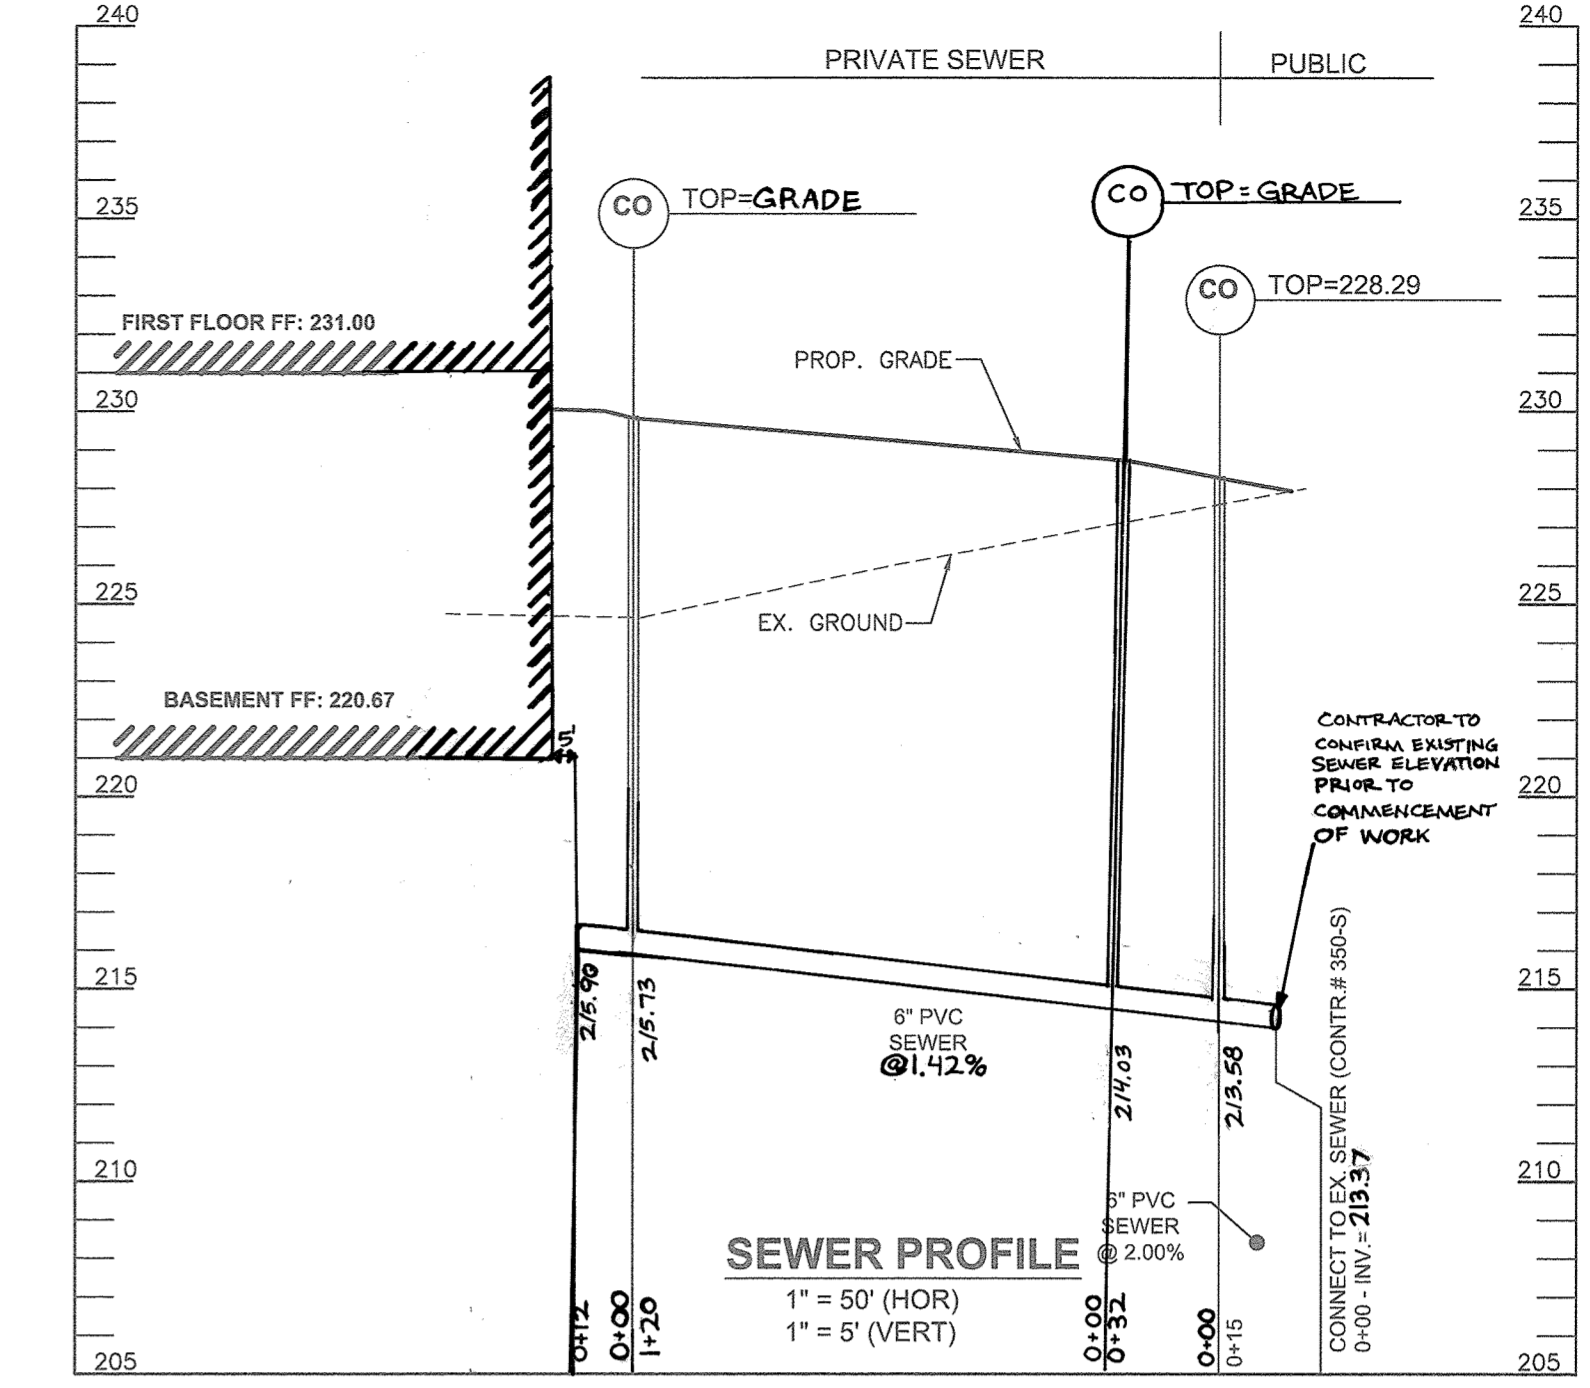 240
240
PRIVATE SEWER
PUBLIC
235
CO
TOP=GRADE
CO
TOP=GRADE
235
CO
TOP=228.29
FIRST FLOOR FF: 231.00
PROP. GRADE
230
230
225
225
EX. GROUND
BASEMENT FF: 220.67
5'
CONTRACTOR TO
CONFIRM EXISTING
SEWER ELEVATION
PRIOR TO
COMMENCEMENT
OF WORK
220
220
215
215
215.90
215.73
6" PVC
SEWER
@1.42%
214.03
213.58
CONNECT TO EX. SEWER (CONTR.# 350-S)
0+00 - INV.= 213.37
210
210
6" PVC
SEWER
@ 2.00%
SEWER PROFILE
1" = 50' (HOR)
1" = 5' (VERT)
0+12
0+00
1+20
0+00
0+32
0+00
0+15
205
205